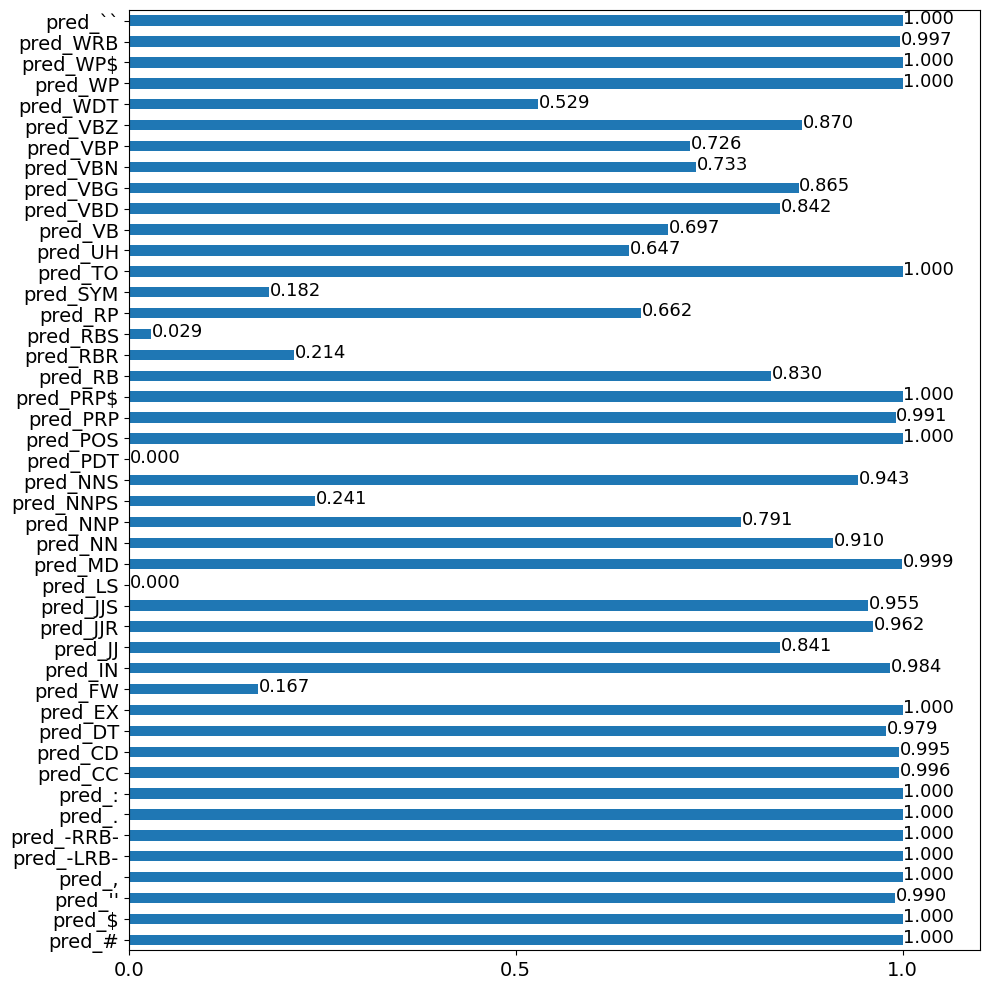 pred_`` 1.000
pred_WRB 0.997
pred_WP$ 1.000
pred_WP 1.000
pred_WDT 0.529
pred_VBZ 0.870
pred_VBP 0.726
pred_VBN 0.733
pred_VBG 0.865
pred_VBD 0.842
pred_VB 0.697
pred_UH 0.647
pred_TO 1.000
pred_SYM 0.182
pred_RP 0.662
pred_RBS 0.029
pred_RBR 0.214
pred_RB 0.830
pred_PRP$ 1.000
pred_PRP 0.991
pred_POS 1.000
pred_PDT 0.000
pred_NNS 0.943
pred_NNPS 0.241
pred_NNP 0.791
pred_NN 0.910
pred_MD 0.999
pred_LS 0.000
pred_JJS 0.955
pred_JJR 0.962
pred_JJ 0.841
pred_IN 0.984
pred_FW 0.167
pred_EX 1.000
pred_DT 0.979
pred_CD 0.995
pred_CC 0.996
pred_: 1.000
pred_. 1.000
pred_-RRB- 1.000
pred_-LRB- 1.000
pred_, 1.000
pred_'' 0.990
pred_$ 1.000
pred_# 1.000
0.0 0.5 1.0